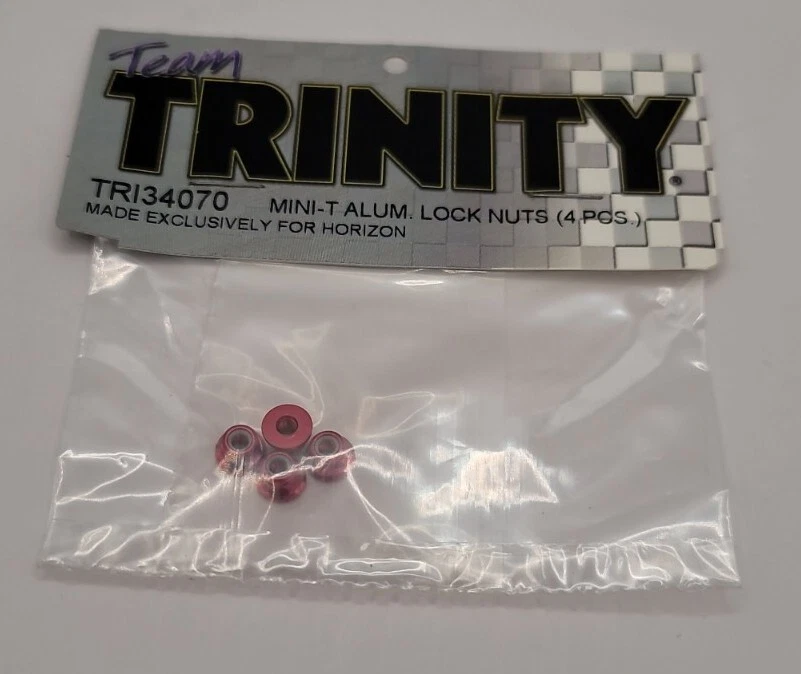 Team
TRINITY
TRI34070 MINI-T ALUM. LOCK NUTS (4 PCS.)
MADE EXCLUSIVELY FOR HORIZON